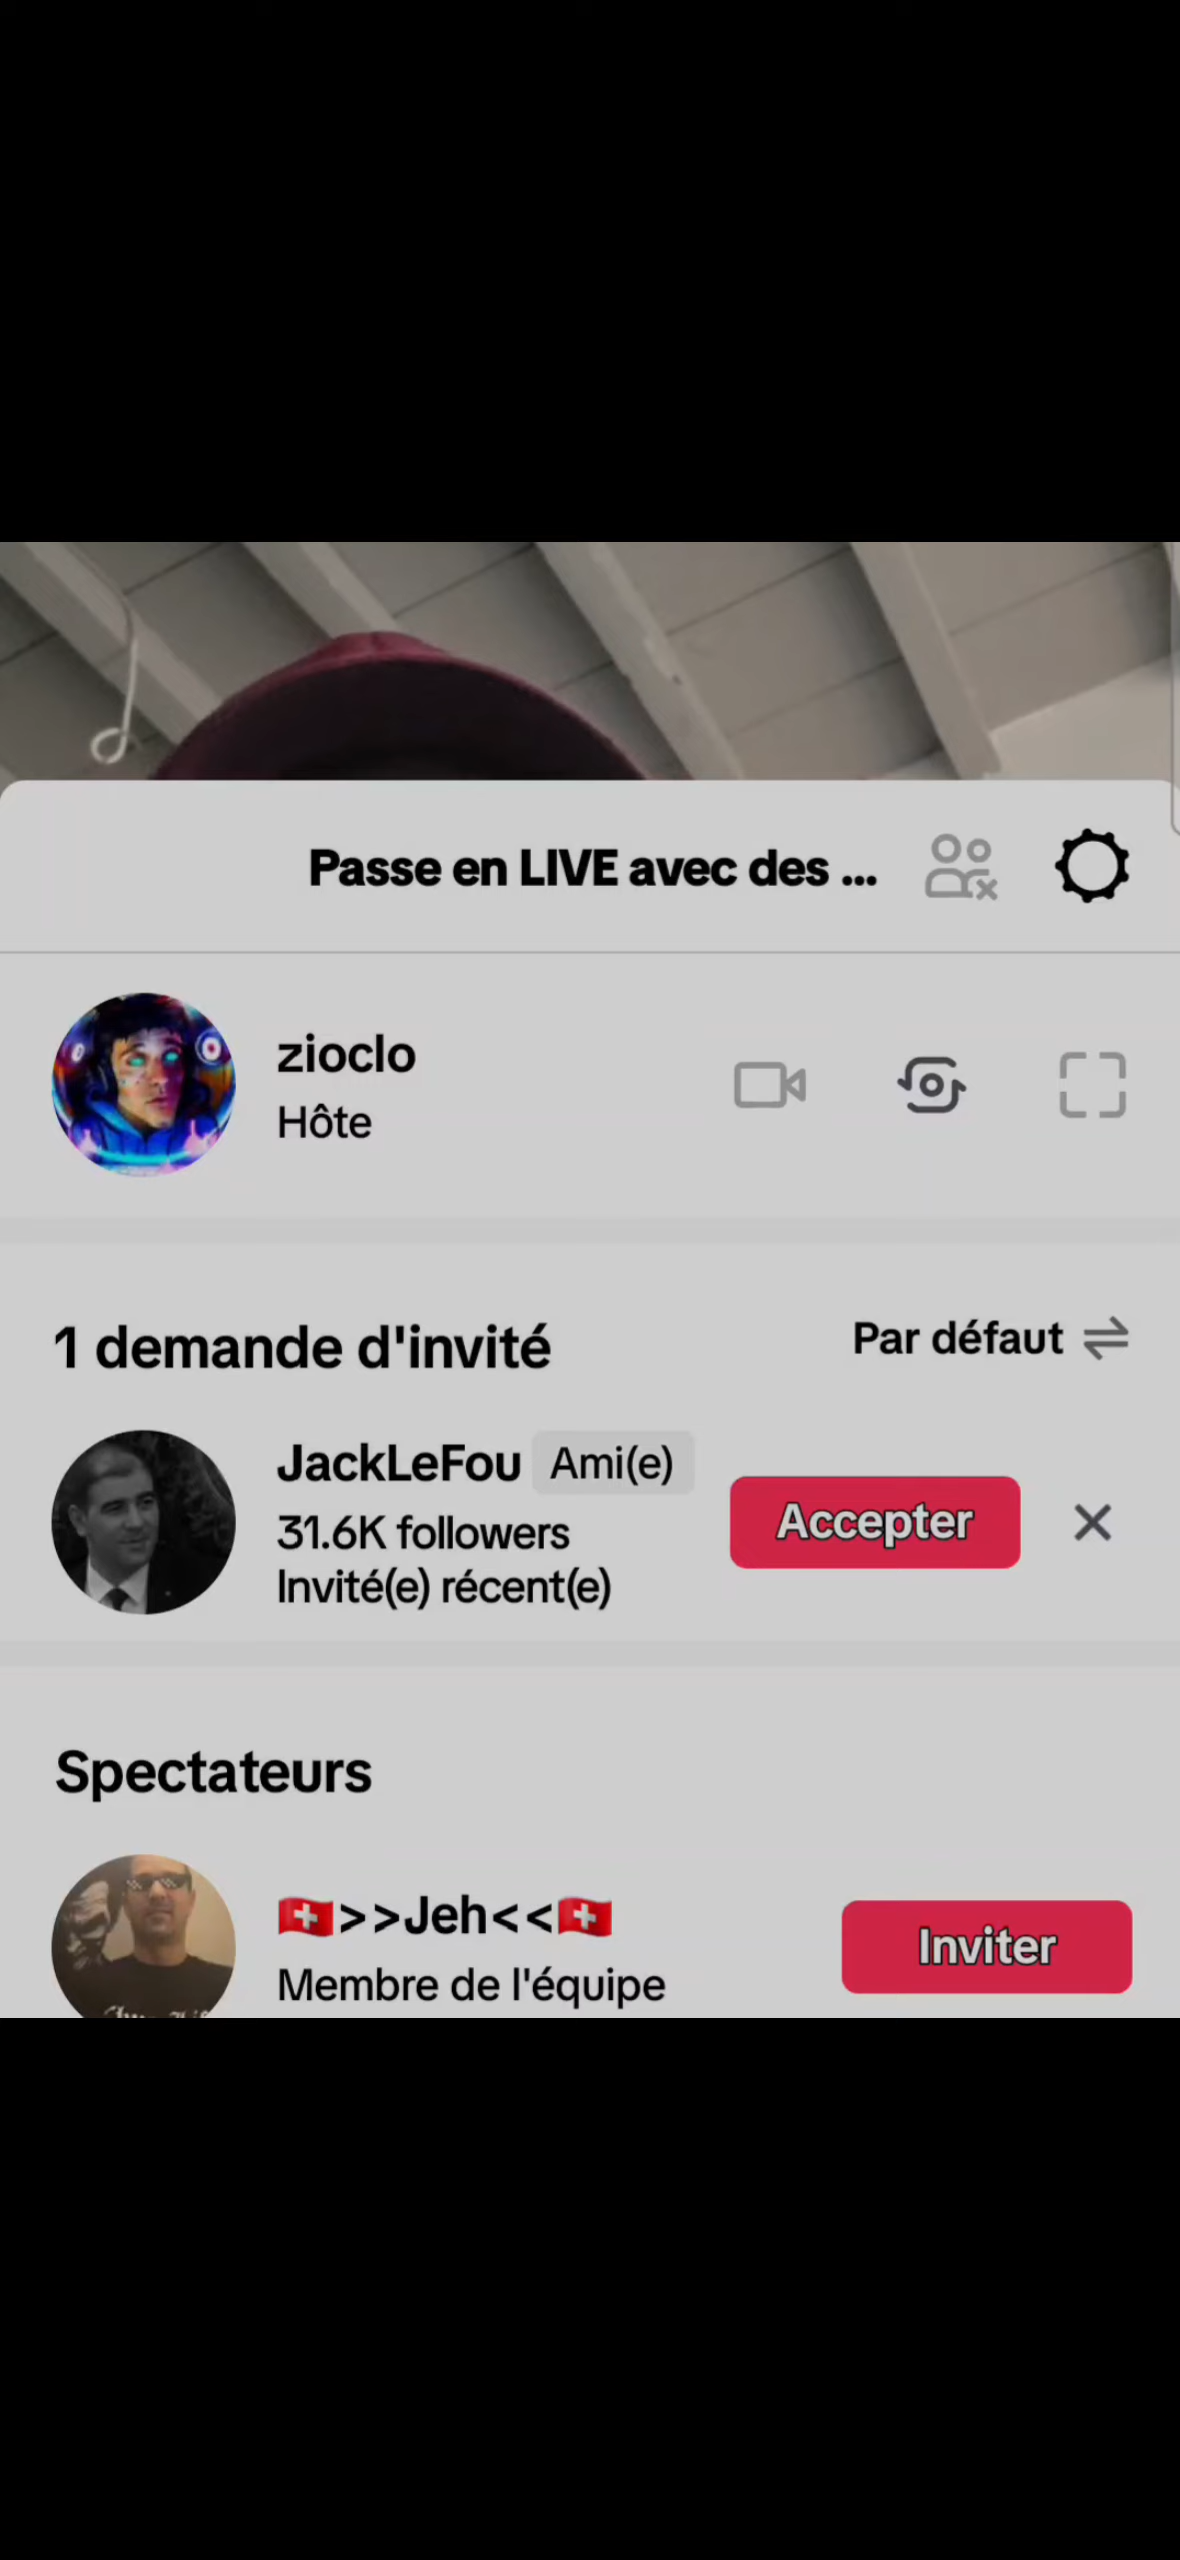 Passe en LIVE avec des ...
zioclo
Hôte
1 demande d'invité
Par défaut
JackLeFou Ami(e)
31.6K followers
Invité(e) récent(e)
Accepter
Spectateurs
🇨🇭>>Jeh<<🇨🇭
Membre de l'équipe
Inviter